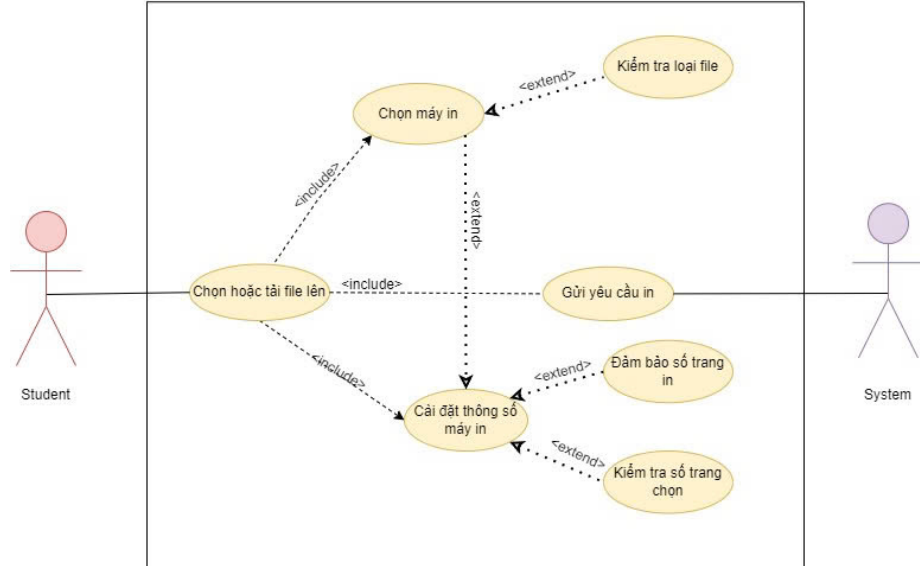 Kiểm tra loại file
<extend>
Chọn máy in
<include>
<extend>
Chọn hoặc tải file lên
<include>
Gửi yêu cầu in
<include>
<extend>
Đảm bảo số trang
in
Student
System
Cài đặt thông số
máy in
<extend>
Kiểm tra số trang
chọn